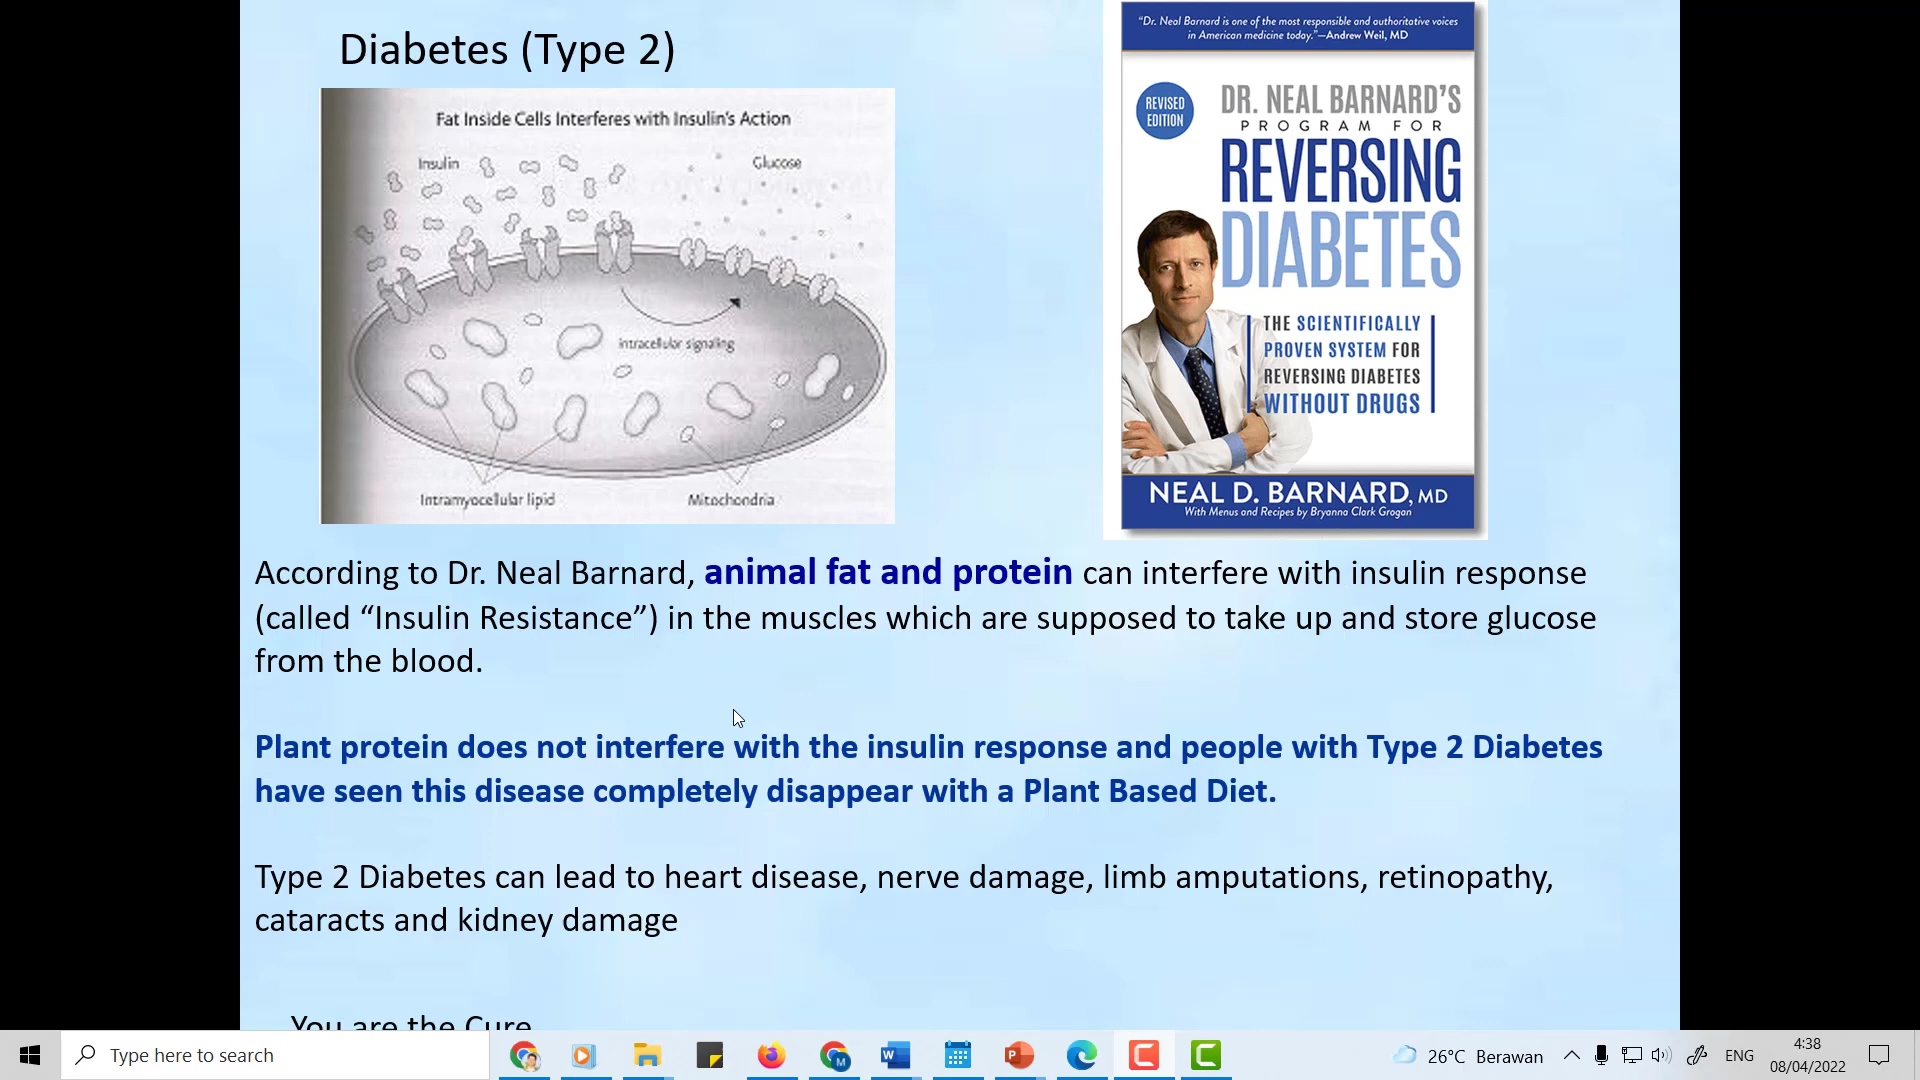 Diabetes (Type 2)
Fat Inside Cells Interferes with Insulin's Action
Insulin
Glucose
intracellular signaling
Intramyocellular lipid
Mitochondria
“Dr. Neal Barnard is one of the most responsible and authoritative voices
in American medicine today.”—Andrew Weil, MD
REVISED
EDITION
DR. NEAL BARNARD'S
PROGRAM FOR
REVERSING
DIABETES
THE SCIENTIFICALLY
PROVEN SYSTEM FOR
REVERSING DIABETES
WITHOUT DRUGS
NEAL D. BARNARD, MD
With Menus and Recipes by Bryanna Clark Grogan
According to Dr. Neal Barnard, animal fat and protein can interfere with insulin response
(called “Insulin Resistance”) in the muscles which are supposed to take up and store glucose
from the blood.
Plant protein does not interfere with the insulin response and people with Type 2 Diabetes
have seen this disease completely disappear with a Plant Based Diet.
Type 2 Diabetes can lead to heart disease, nerve damage, limb amputations, retinopathy,
cataracts and kidney damage
You are the Cure
Type here to search
M
W
P
26°C Berawan
ENG
4:38
08/04/2022